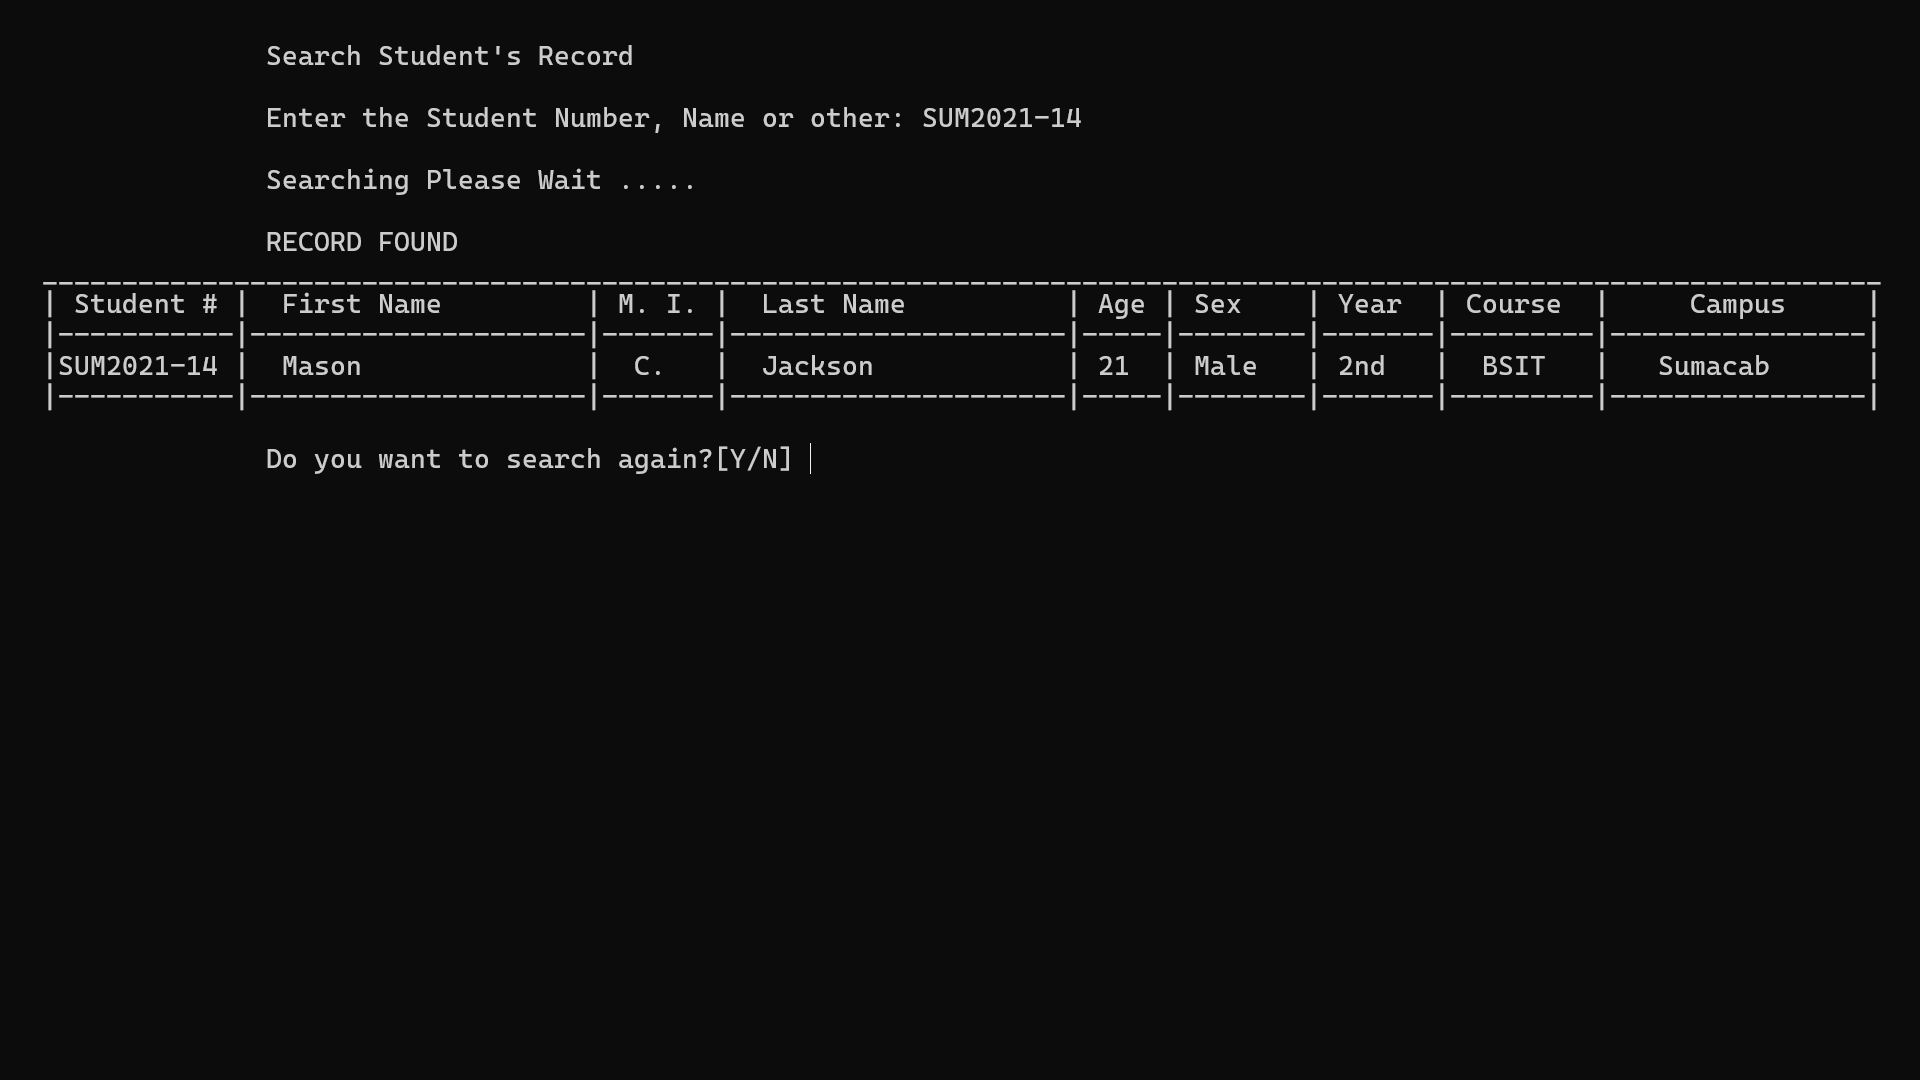 Search Student's Record
Enter the Student Number, Name or other: SUM2021-14
Searching Please Wait .....
RECORD FOUND
___________________________________________________________________________________________________________________
| Student # |  First Name         | M. I. |  Last Name          | Age | Sex    | Year  | Course  |     Campus     |
|-----------|---------------------|-------|---------------------|-----|--------|-------|---------|----------------|
|SUM2021-14 |  Mason              |  C.   |  Jackson            | 21  | Male   | 2nd   |  BSIT   |   Sumacab      |
|-----------|---------------------|-------|---------------------|-----|--------|-------|---------|----------------|
Do you want to search again?[Y/N]